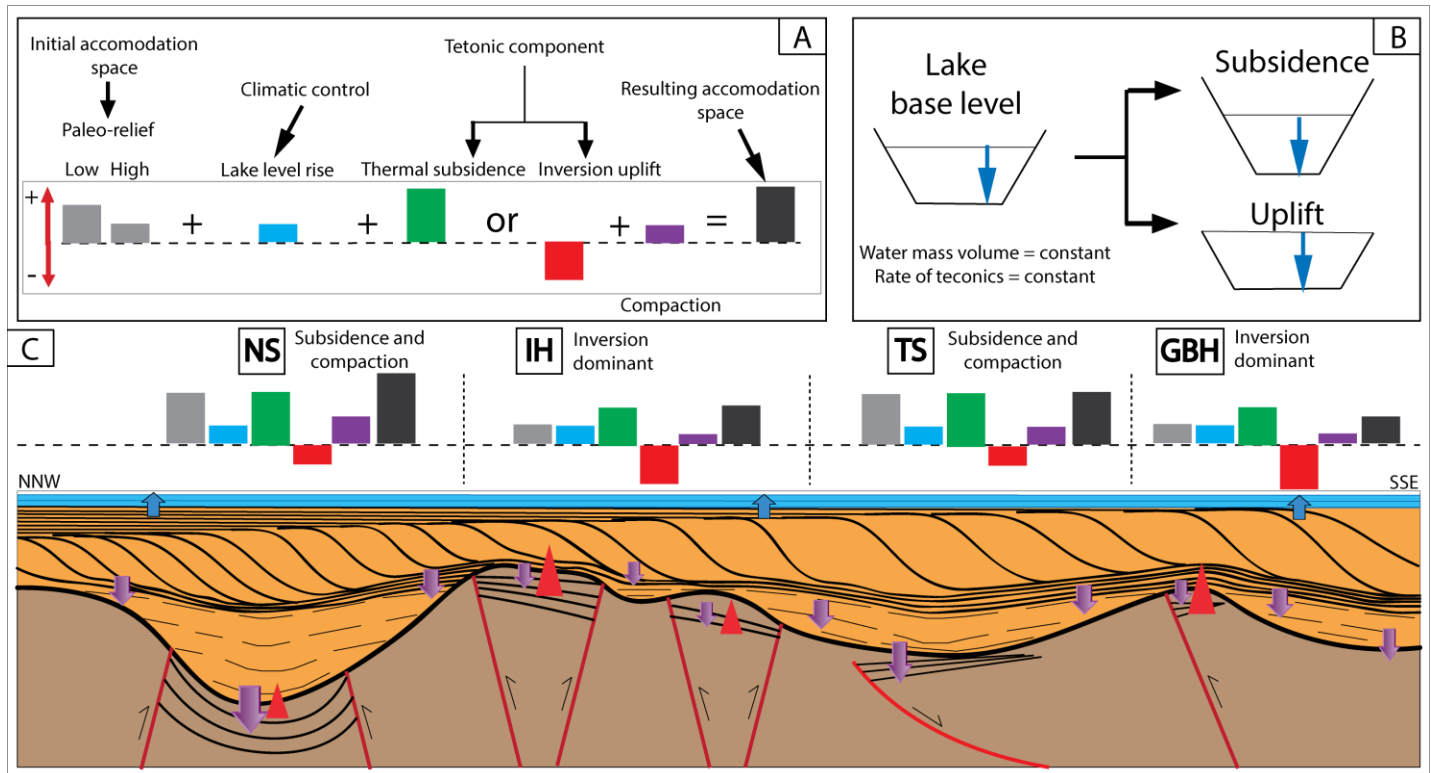 A
Initial accomodation
space
Paleo-relief
Low High
Climatic control
Lake level rise
Tetonic component
Thermal subsidence
Inversion uplift
Resulting accomodation
space
+
-
+ + or + =
Compaction
B
Lake
base level
Subsidence
Uplift
Water mass volume = constant
Rate of teconics = constant
C
NS
Subsidence and
compaction
IH
Inversion
dominant
TS
Subsidence and
compaction
GBH
Inversion
dominant
NNW
SSE